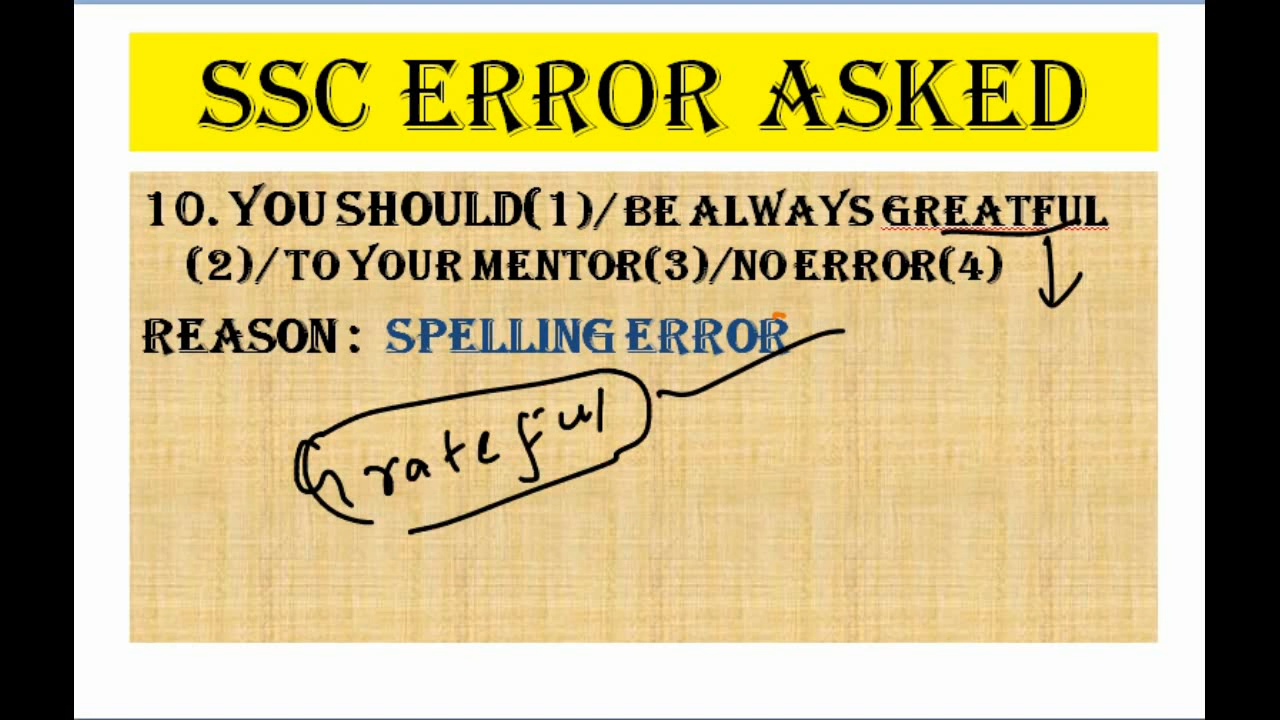 SSC ERROR ASKED
10. YOU SHOULD(1)/ BE ALWAYS GREATFUL
(2)/ TO YOUR MENTOR(3)/NO ERROR(4)
REASON : SPELLING ERROR
Grateful